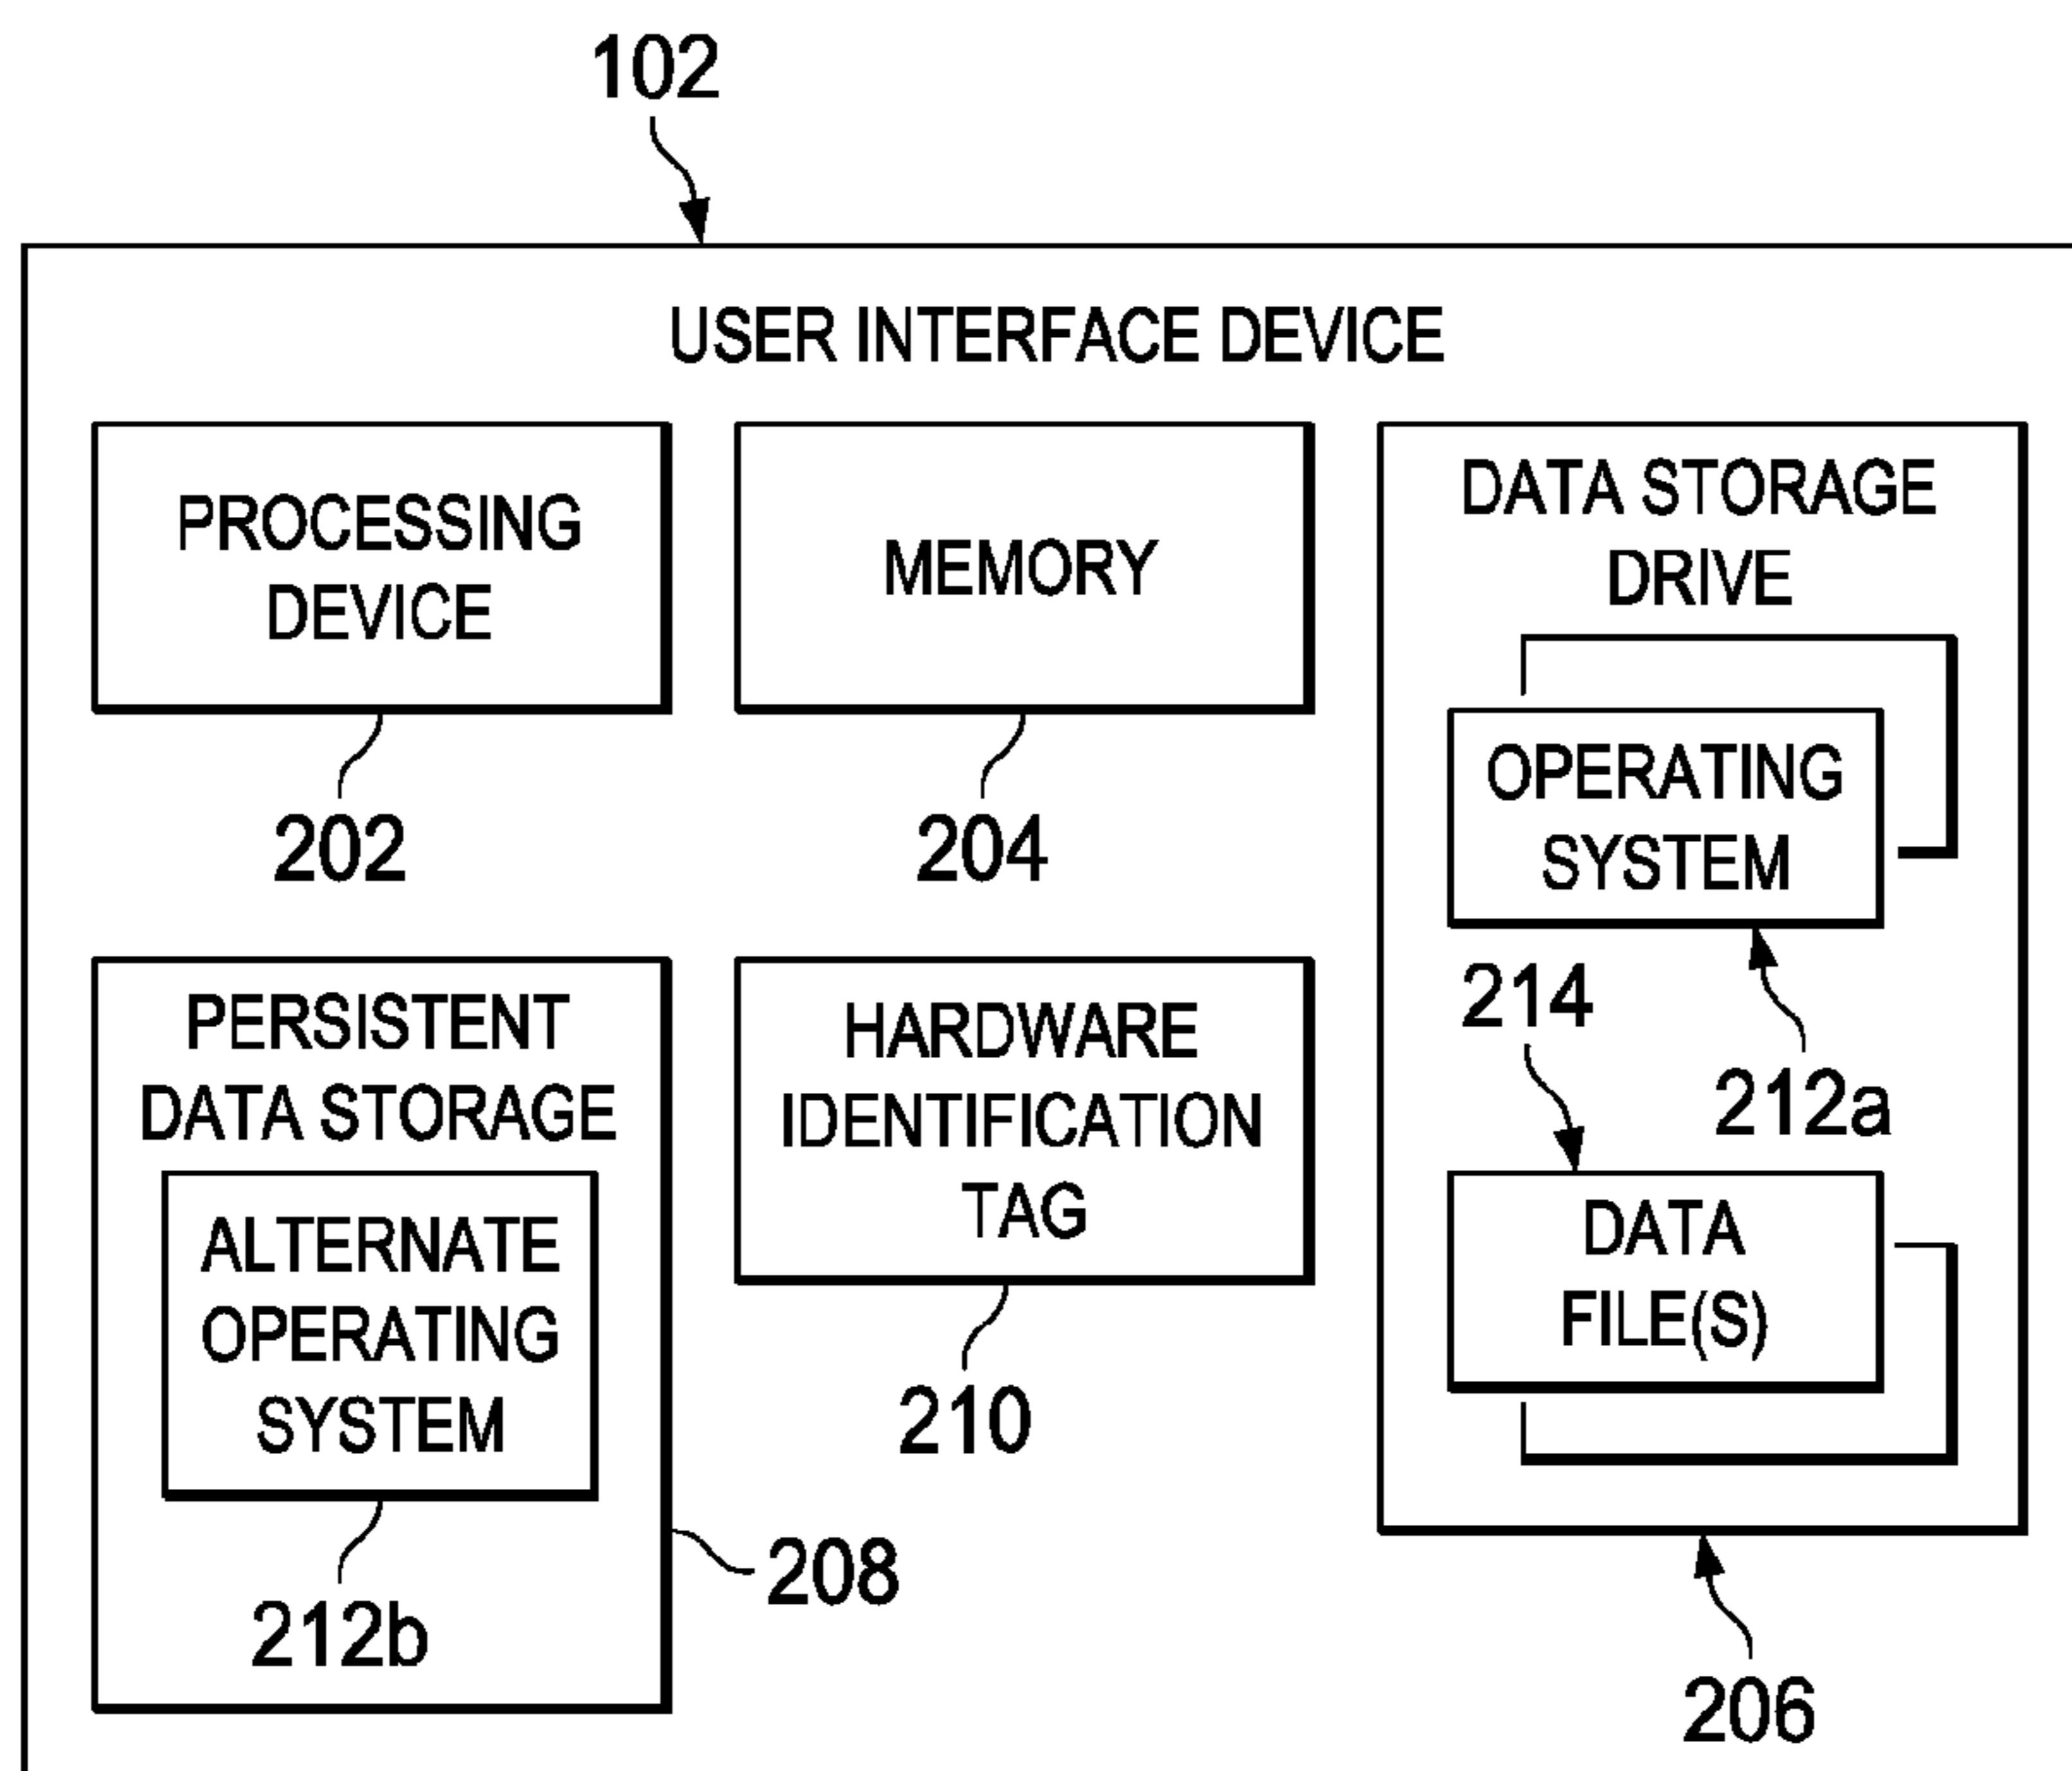 102
USER INTERFACE DEVICE
PROCESSING
DEVICE
202
MEMORY
204
DATA STORAGE
DRIVE
OPERATING
SYSTEM
212a
214
DATA
FILE(S)
206
PERSISTENT
DATA STORAGE
ALTERNATE
OPERATING
SYSTEM
212b
208
HARDWARE
IDENTIFICATION
TAG
210